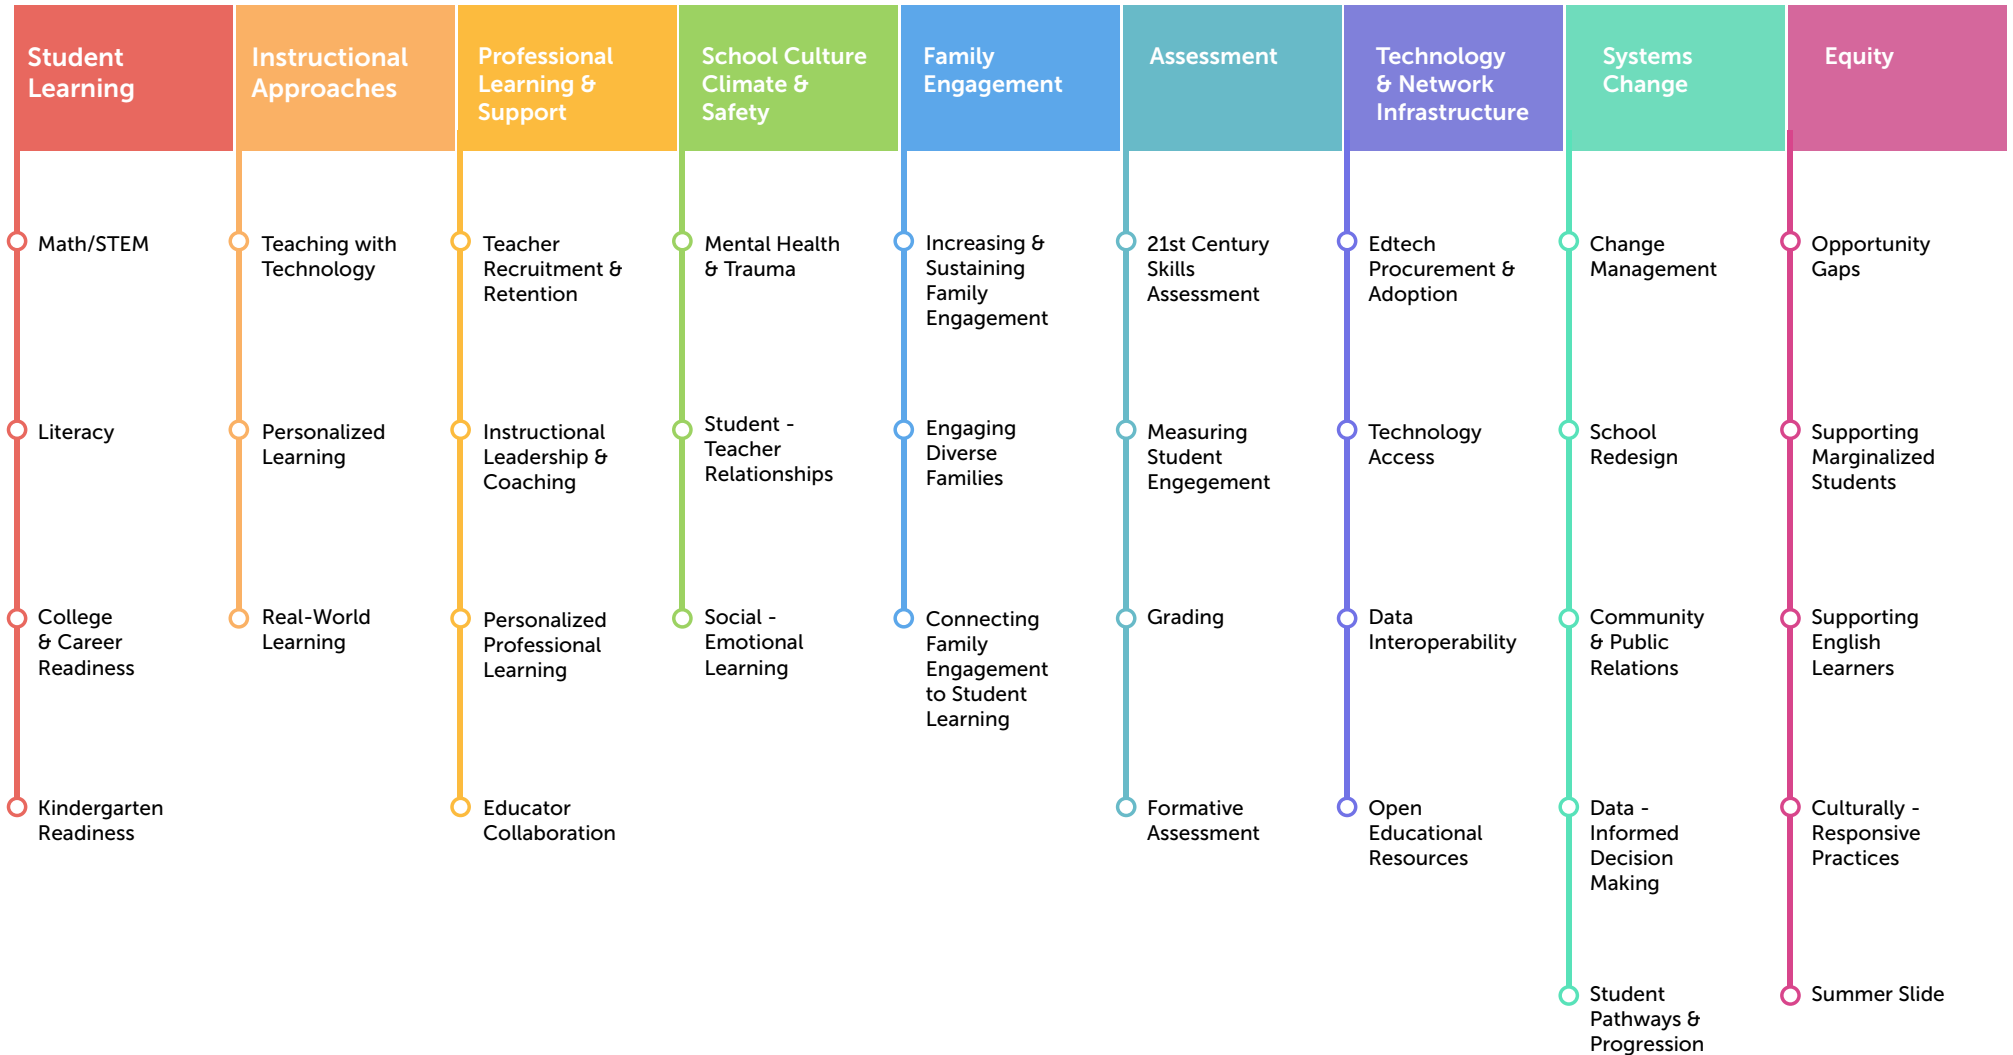 Student
Learning
Instructional
Approaches
Professional
Learning &
Support
School Culture
Climate &
Safety
Family
Engagement
Assessment
Technology
& Network
Infrastructure
Systems
Change
Equity
Math/STEM
Literacy
College
& Career
Readiness
Kindergarten
Readiness
Teaching with
Technology
Personalized
Learning
Real-World
Learning
Teacher
Recruitment &
Retention
Instructional
Leadership &
Coaching
Personalized
Professional
Learning
Educator
Collaboration
Mental Health
& Trauma
Student -
Teacher
Relationships
Social -
Emotional
Learning
Increasing &
Sustaining
Family
Engagement
Engaging
Diverse
Families
Connecting
Family
Engagement
to Student
Learning
21st Century
Skills
Assessment
Measuring
Student
Engegement
Grading
Formative
Assessment
Edtech
Procurement &
Adoption
Technology
Access
Data
Interoperability
Open
Educational
Resources
Change
Management
School
Redesign
Community
& Public
Relations
Data -
Informed
Decision
Making
Student
Pathways &
Progression
Opportunity
Gaps
Supporting
Marginalized
Students
Supporting
English
Learners
Culturally -
Responsive
Practices
Summer Slide